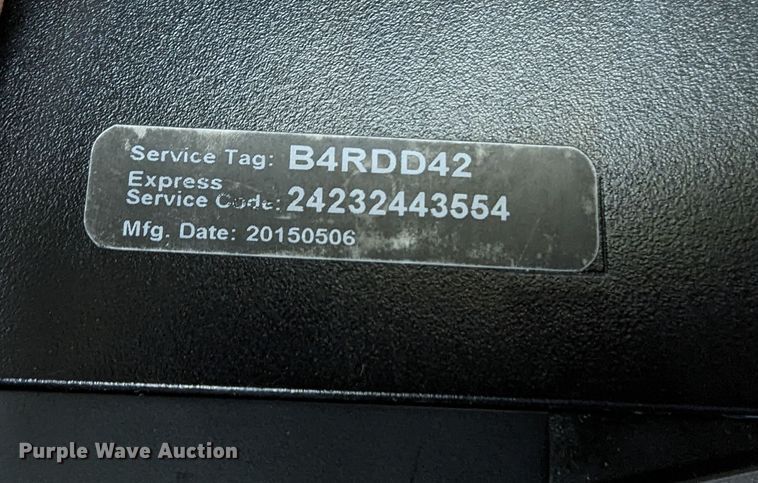 Service Tag: B4RDD42
Express
Service Code: 24232443554
Mfg. Date: 20150506
Purple Wave Auction